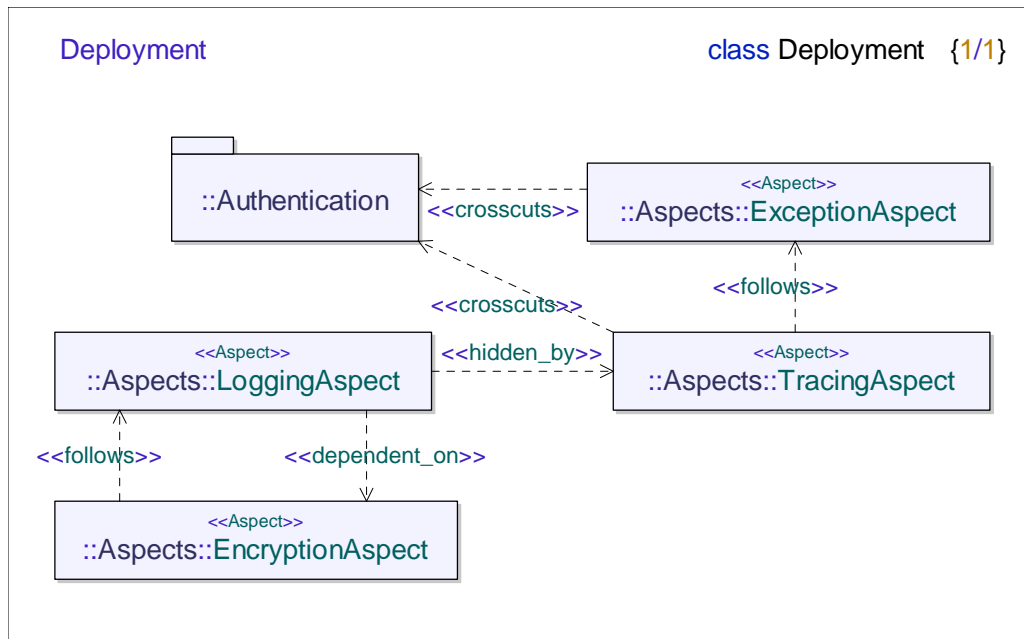 Deployment
class Deployment {1/1}
::Authentication
<<Aspect>>
::Aspects::ExceptionAspect
<<crosscuts>>
<<follows>>
<<crosscuts>>
<<Aspect>>
::Aspects::LoggingAspect
<<hidden_by>>
<<Aspect>>
::Aspects::TracingAspect
<<follows>>
<<dependent_on>>
<<Aspect>>
::Aspects::EncryptionAspect